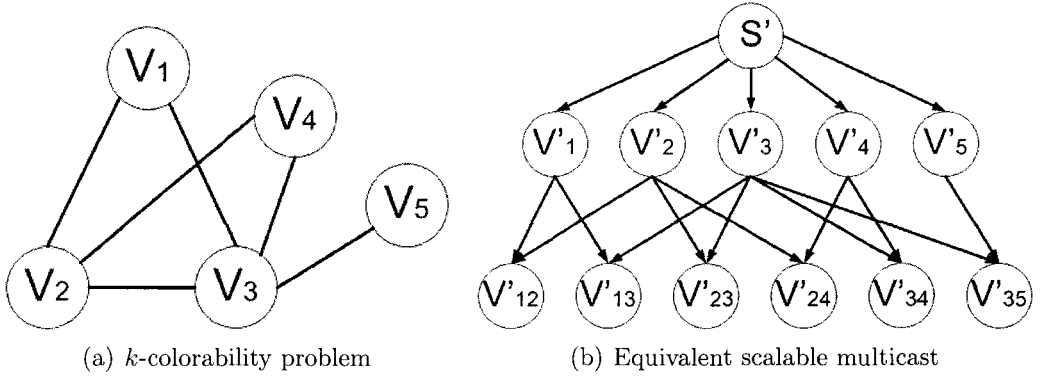 V1
V4
V5
V2
V3
(a) k-colorability problem
S'
V'1
V'2
V'3
V'4
V'5
V'12
V'13
V'23
V'24
V'34
V'35
(b) Equivalent scalable multicast